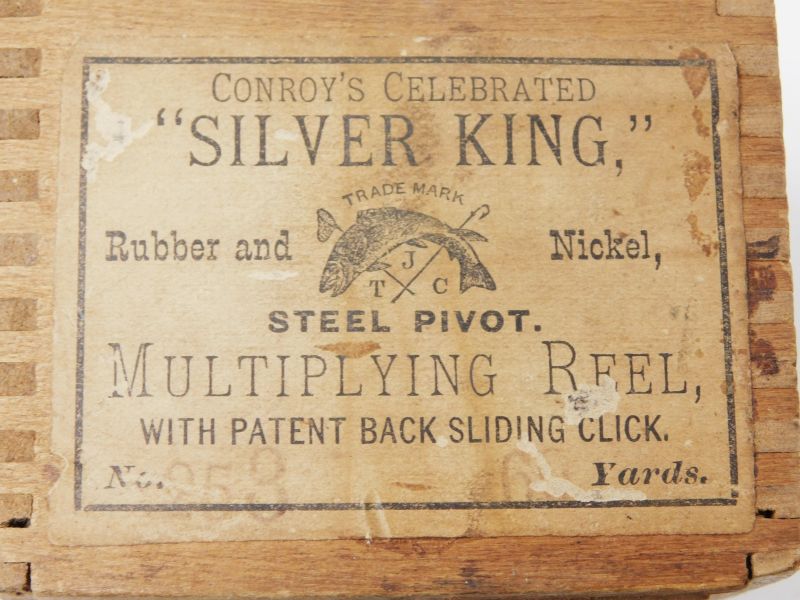 CONROY'S CELEBRATED
"SILVER KING,"
TRADE MARK
Rubber and Nickel,
J
T C
STEEL PIVOT.
MULTIPLYING REEL,
WITH PATENT BACK SLIDING CLICK.
No. Yards.